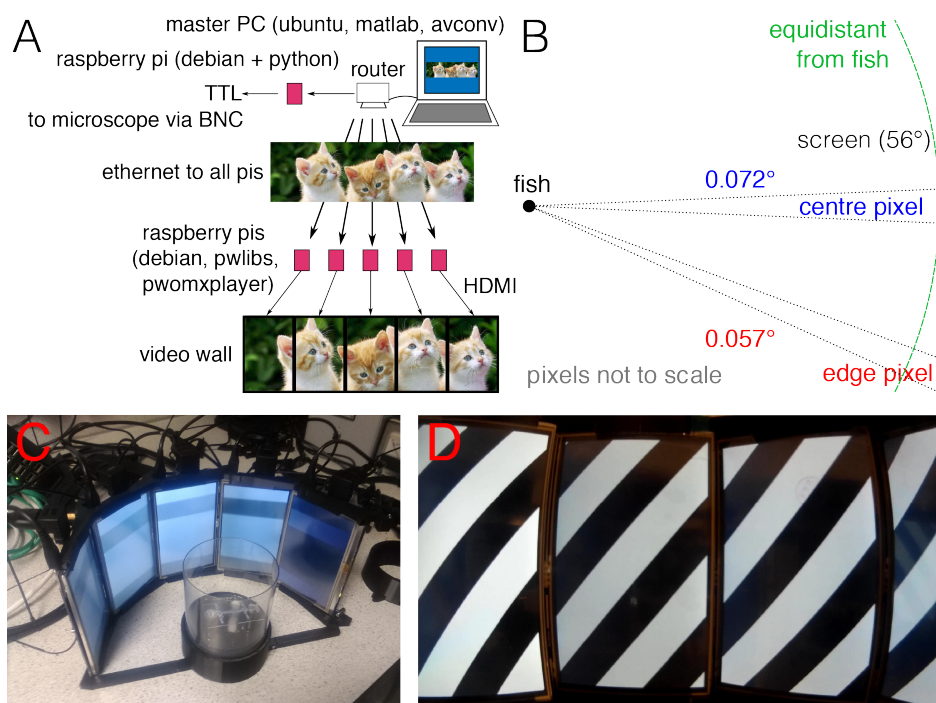 A
master PC (ubuntu, matlab, avconv)
raspberry pi (debian + python)
router
TTL
to microscope via BNC
ethernet to all pis
raspberry pis
(debian, pwlibs,
pwomxplayer)
HDMI
video wall
B
equidistant
from fish
screen (56°)
0.072°
fish
centre pixel
0.057°
pixels not to scale
edge pixel
C
D